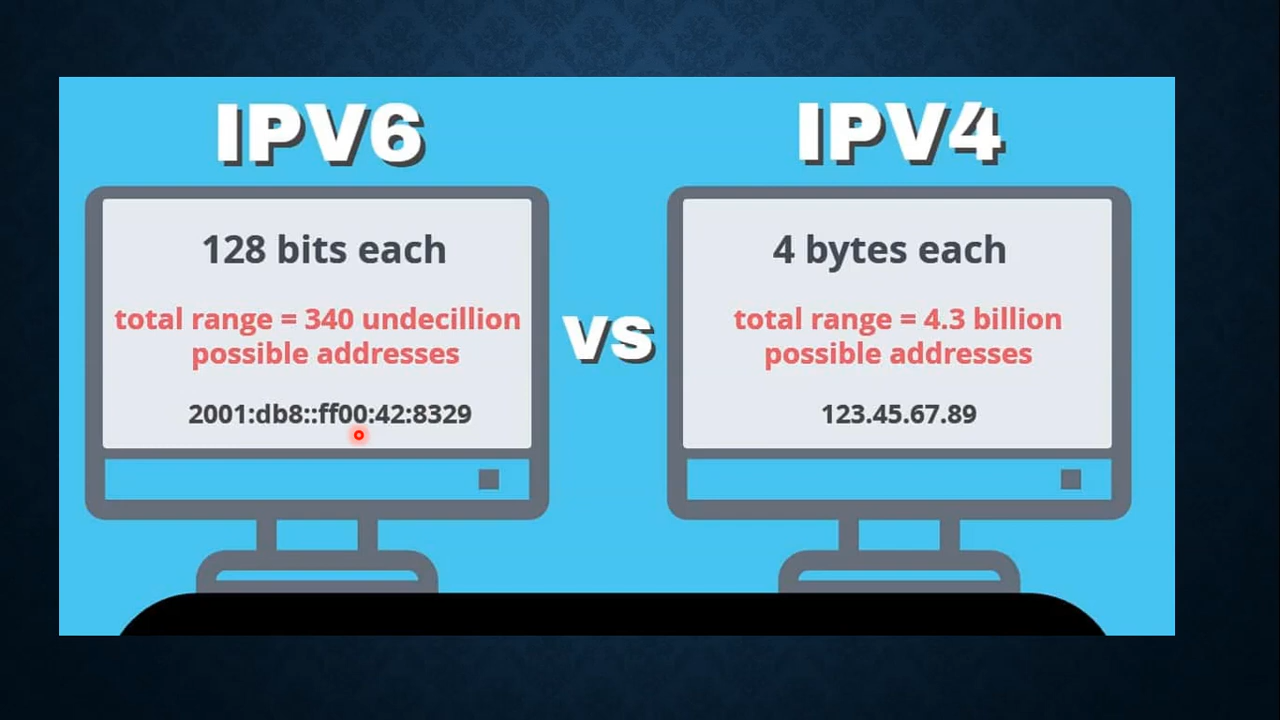 IPV6
128 bits each
total range = 340 undecillion
possible addresses
2001:db8::ff00:42:8329
VS
IPV4
4 bytes each
total range = 4.3 billion
possible addresses
123.45.67.89